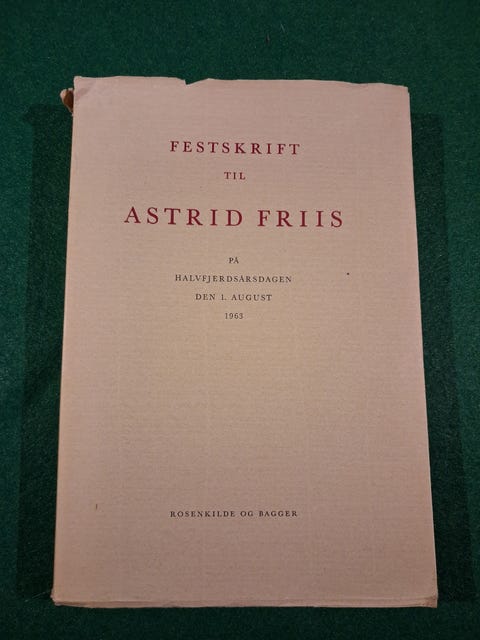 FESTSKRIFT
TIL
ASTRID FRIIS
PÅ
HALVFJERDSÅRSDAGEN
DEN 1. AUGUST
1963
ROSENKILDE OG BAGGER